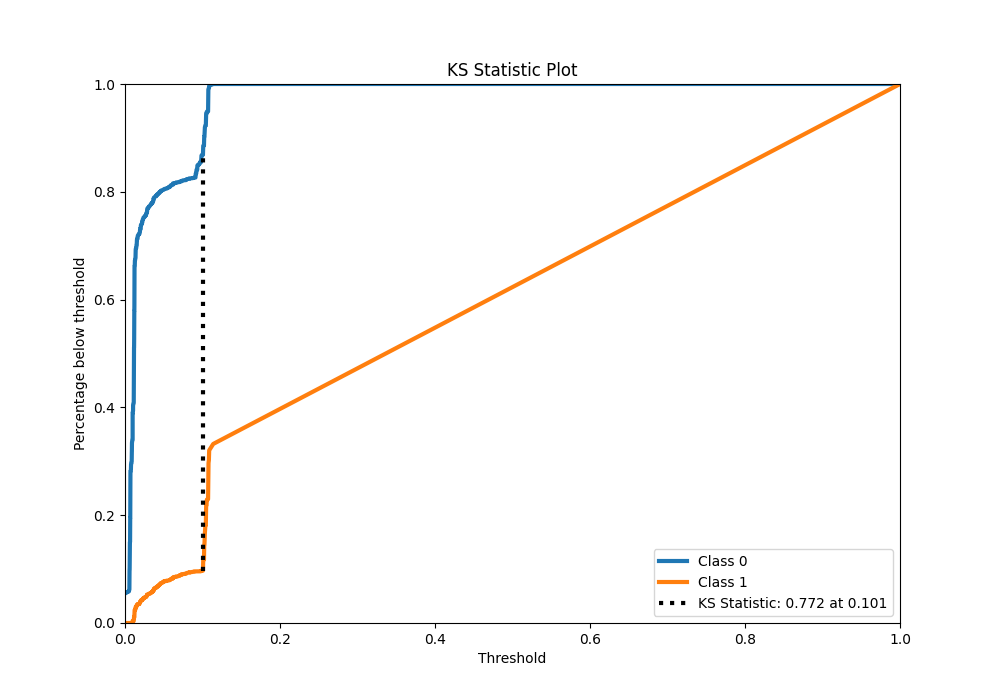 KS Statistic Plot
1.0
0.8
0.6
0.4
0.2
0.0
Percentage below threshold
0.0 0.2 0.4 0.6 0.8 1.0
Threshold
Class 0
Class 1
KS Statistic: 0.772 at 0.101